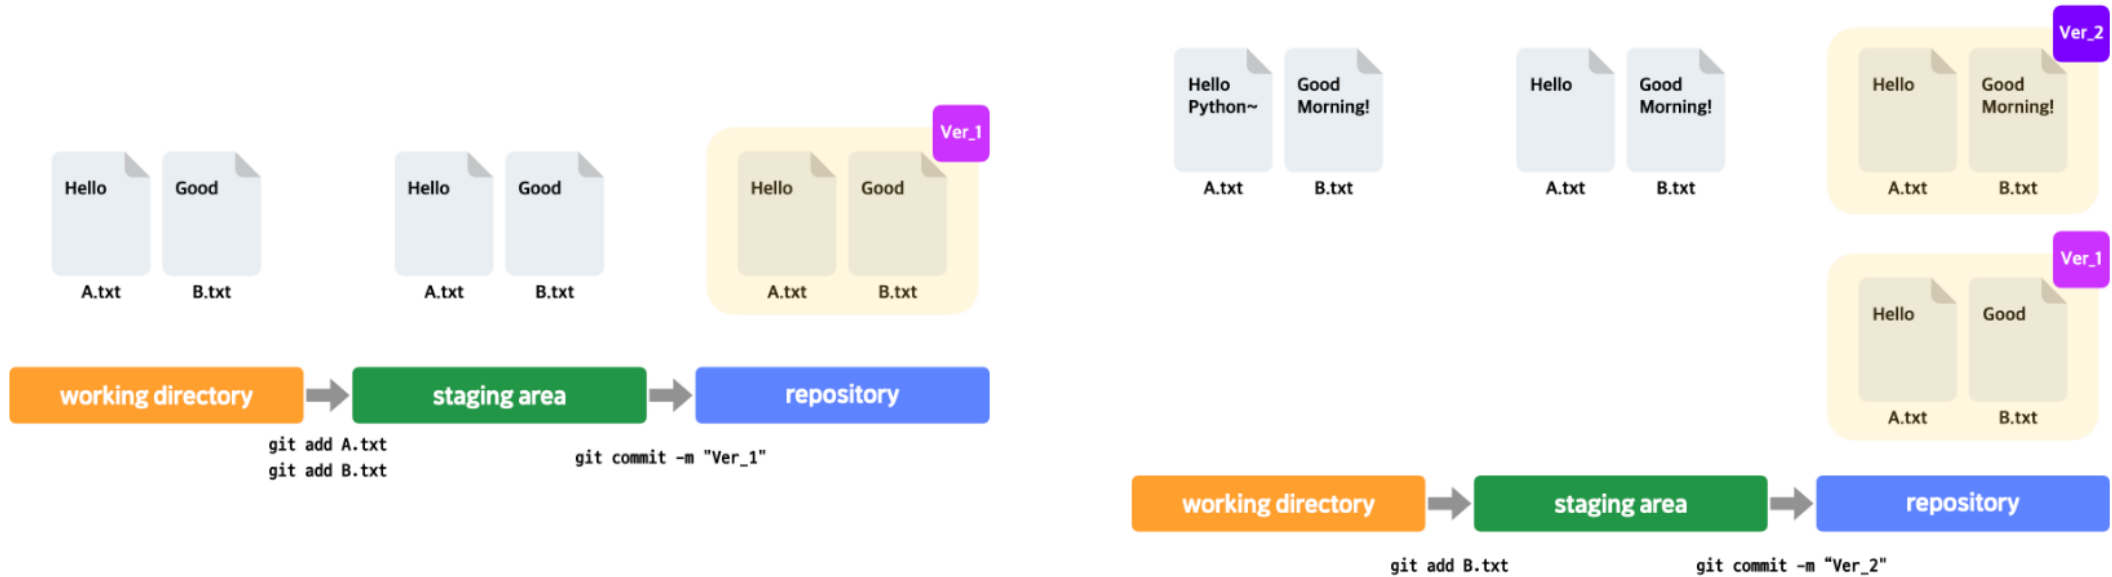 Ver_1
Hello
Good
Hello
Good
Hello
Good
A.txt
B.txt
A.txt
B.txt
A.txt
B.txt
working directory
staging area
repository
git add A.txt
git add B.txt
git commit -m "Ver_1"
Ver_2
Hello
Python~
Good
Morning!
Hello
Good
Morning!
Hello
Good
Morning!
A.txt
B.txt
A.txt
B.txt
A.txt
B.txt
Ver_1
Hello
Good
A.txt
B.txt
working directory
staging area
repository
git add B.txt
git commit -m “Ver_2"